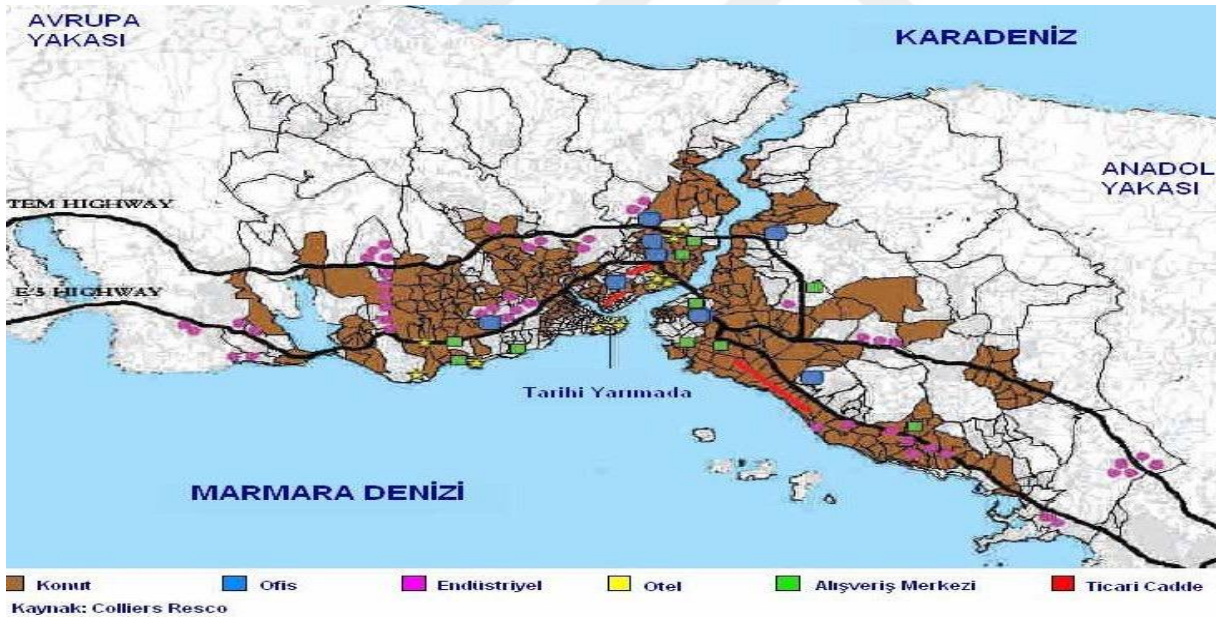 AVRUPA
YAKASI
KARADENİZ
ANADOL
YAKASI
TEM HIGHWAY
E'5 HIGHWAY
Tarihi Yarımada
MARMARA DENİZİ
Konut
Ofis
Endüstriyel
Otel
Alışveriş Merkezi
Ticari Cadde
Kaynak: Colliers Resco